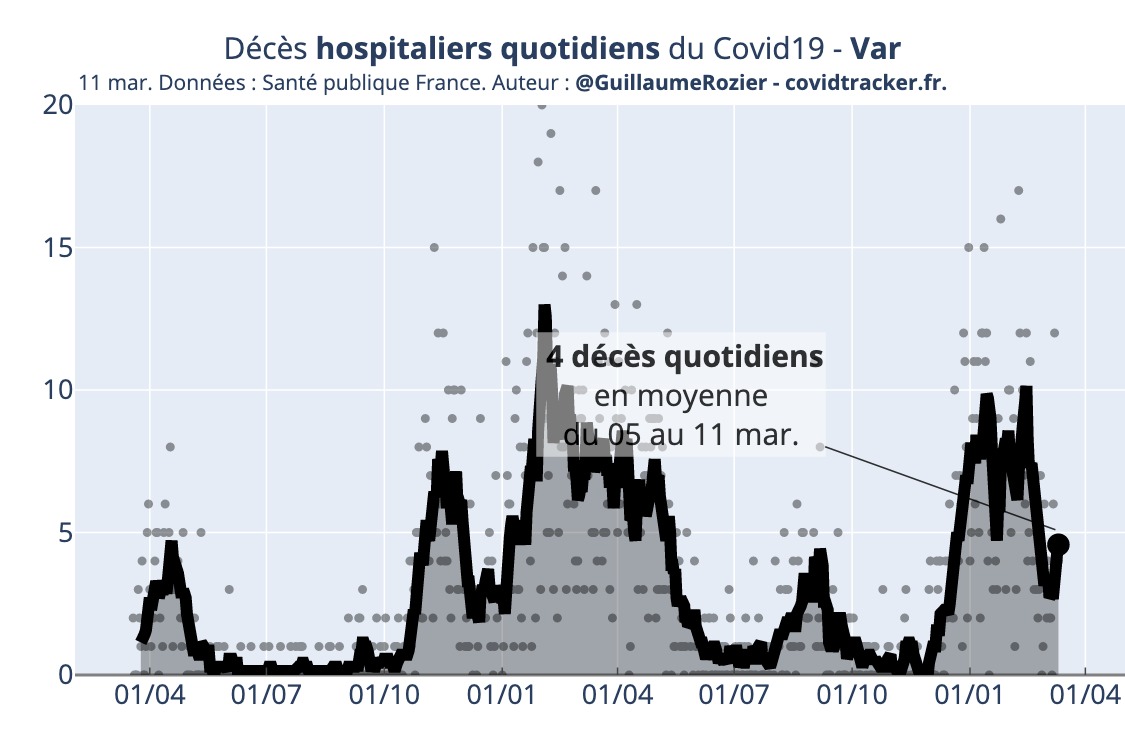 Décès hospitaliers quotidiens du Covid19 - Var
11 mar. Données : Santé publique France. Auteur : @GuillaumeRozier - covidtracker.fr.
20
15
10
5
0
4 décès quotidiens
en moyenne
du 05 au 11 mar.
01/04 01/07 01/10 01/01 01/04 01/07 01/10 01/01 01/04